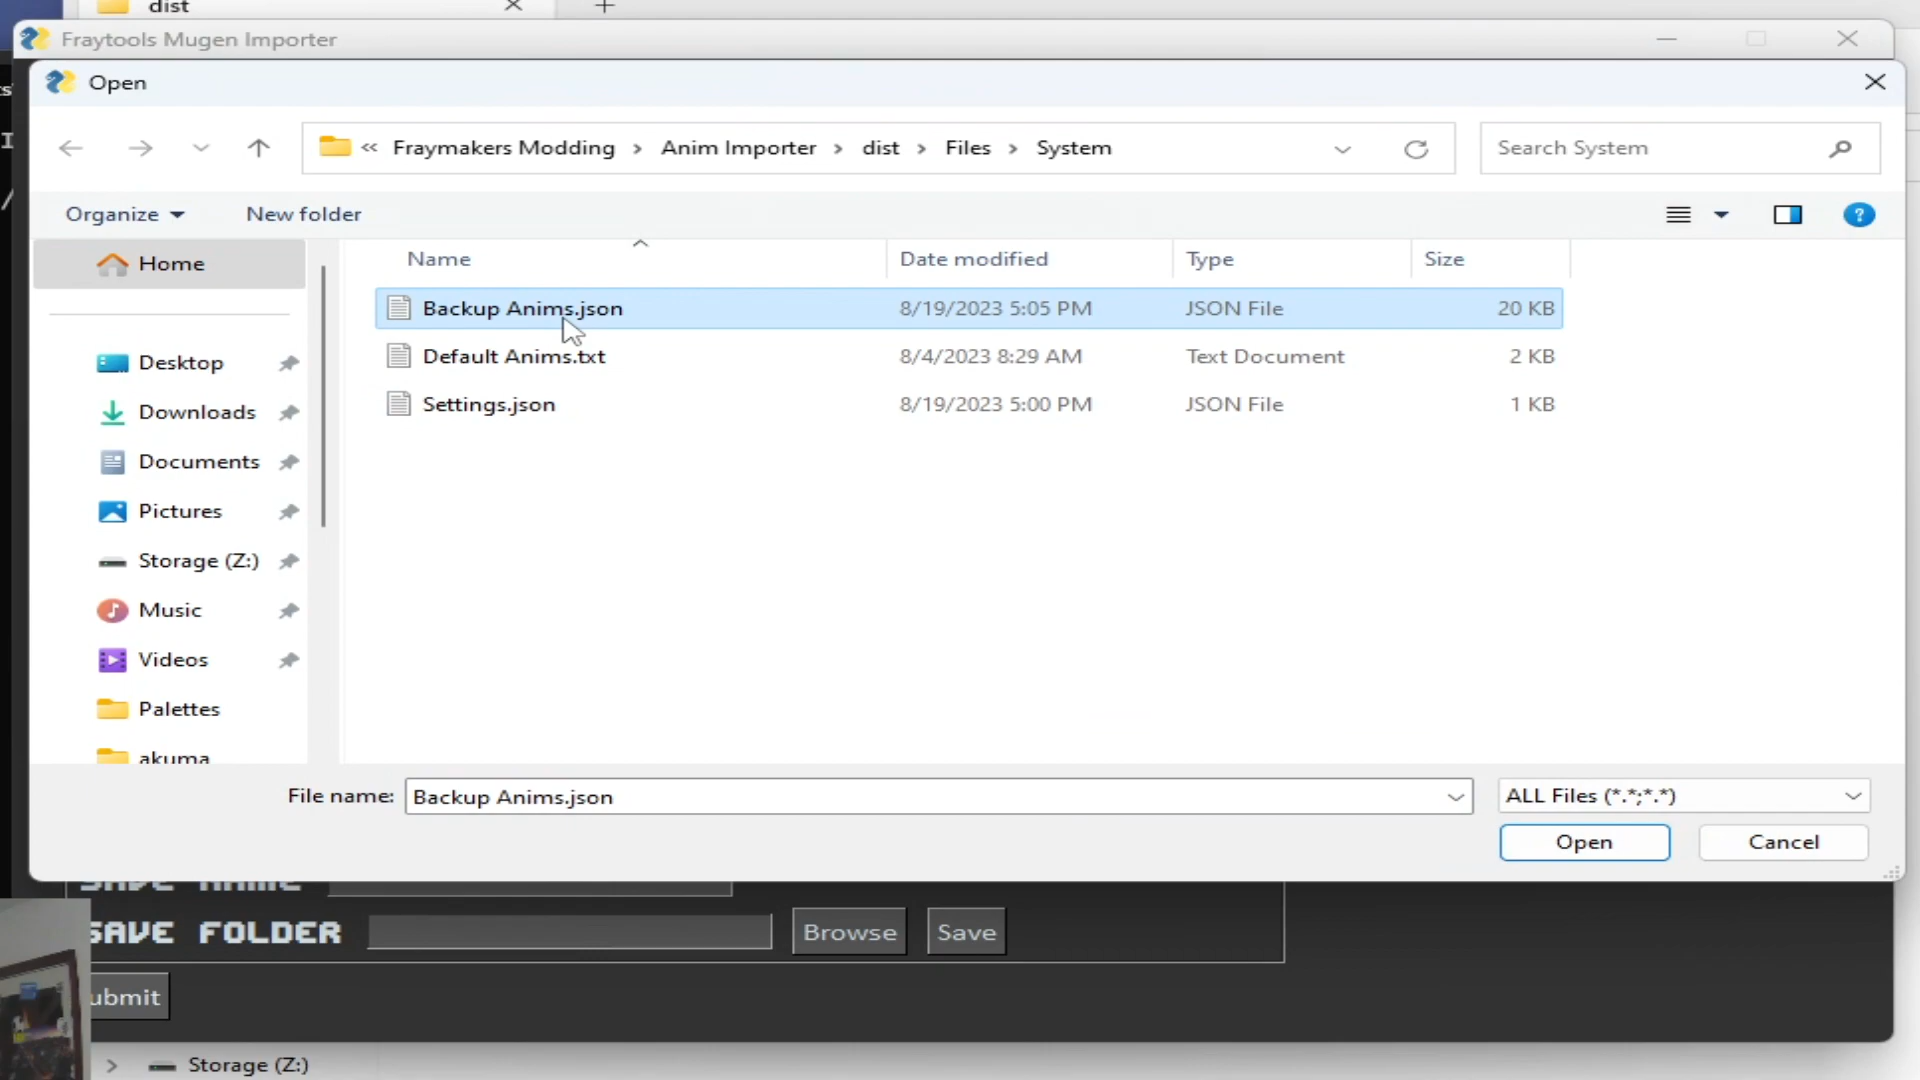 dist
Fraytools Mugen Importer
Open
« Fraymakers Modding > Anim Importer > dist > Files > System
Search System
Organize
New folder
?
Home
Name
Date modified
Type
Size
Backup Anims.json 8/19/2023 5:05 PM JSON File 20 KB
Default Anims.txt 8/4/2023 8:29 AM Text Document 2 KB
Settings.json 8/19/2023 5:00 PM JSON File 1 KB
Desktop
Downloads
Documents
Pictures
Storage (Z:)
Music
Videos
Palettes
akuma
File name: Backup Anims.json
ALL Files (*.*;*.*)
Open
Cancel
SAVE NAME
SAVE FOLDER
Browse
Save
ubmit
Storage (Z:)